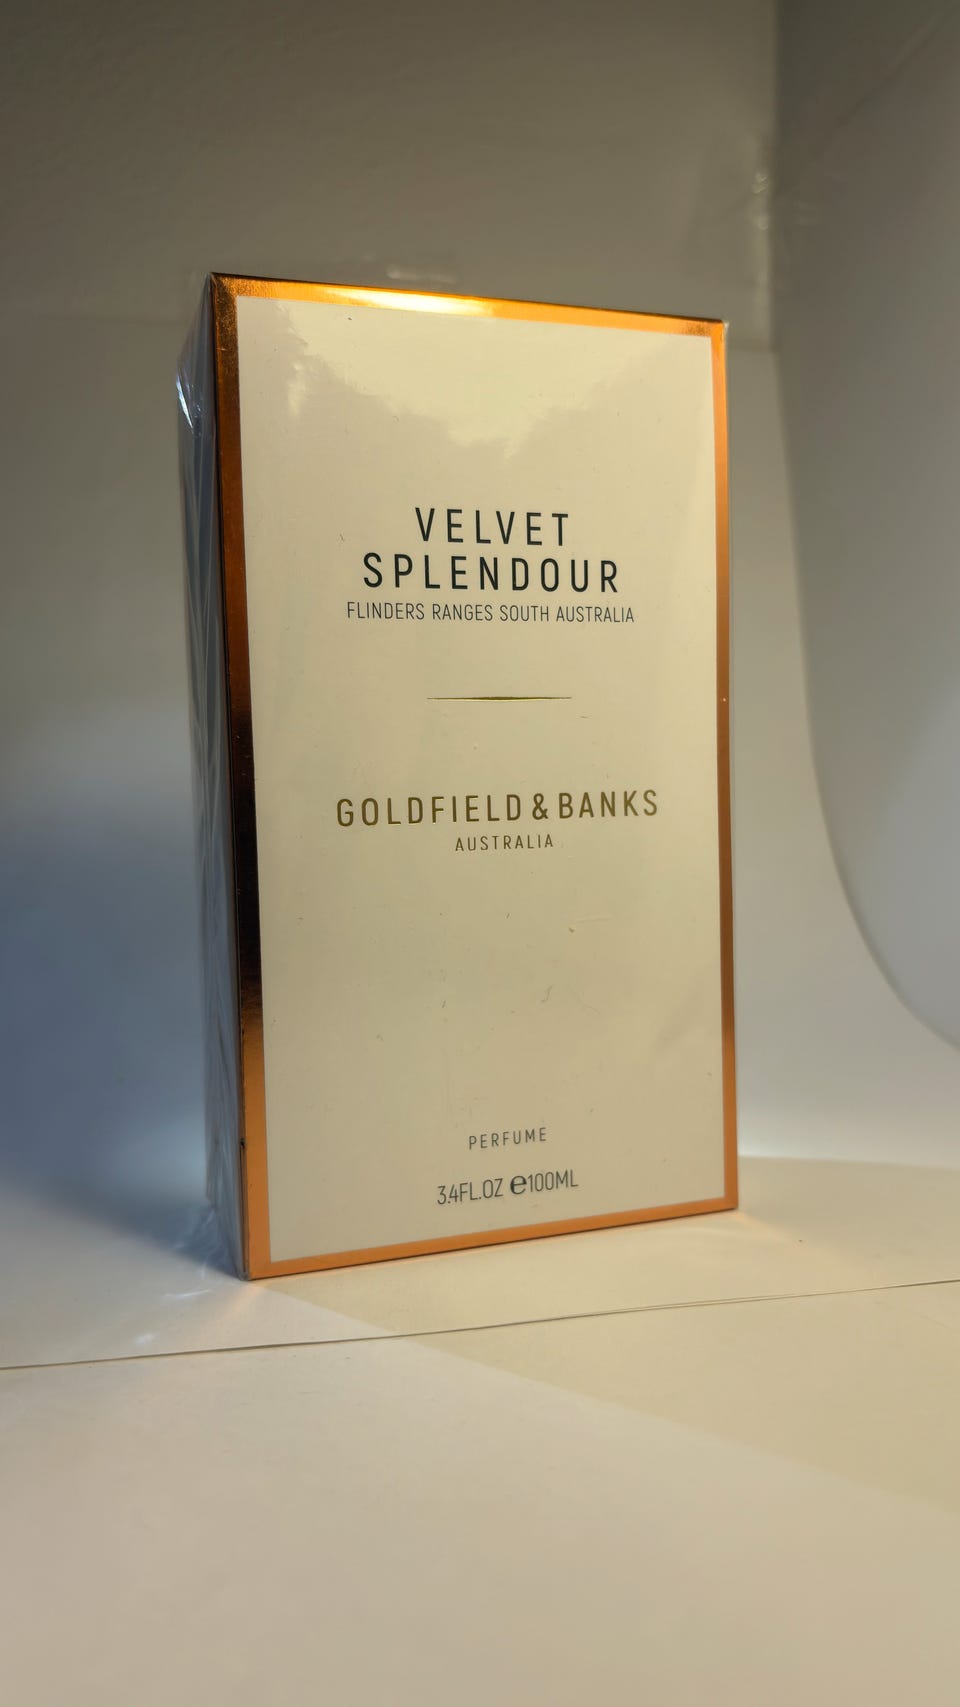 VELVET
SPLENDOUR
FLINDERS RANGES SOUTH AUSTRALIA
GOLDFIELD & BANKS
AUSTRALIA
PERFUME
3.4FL.OZ ℮100ML